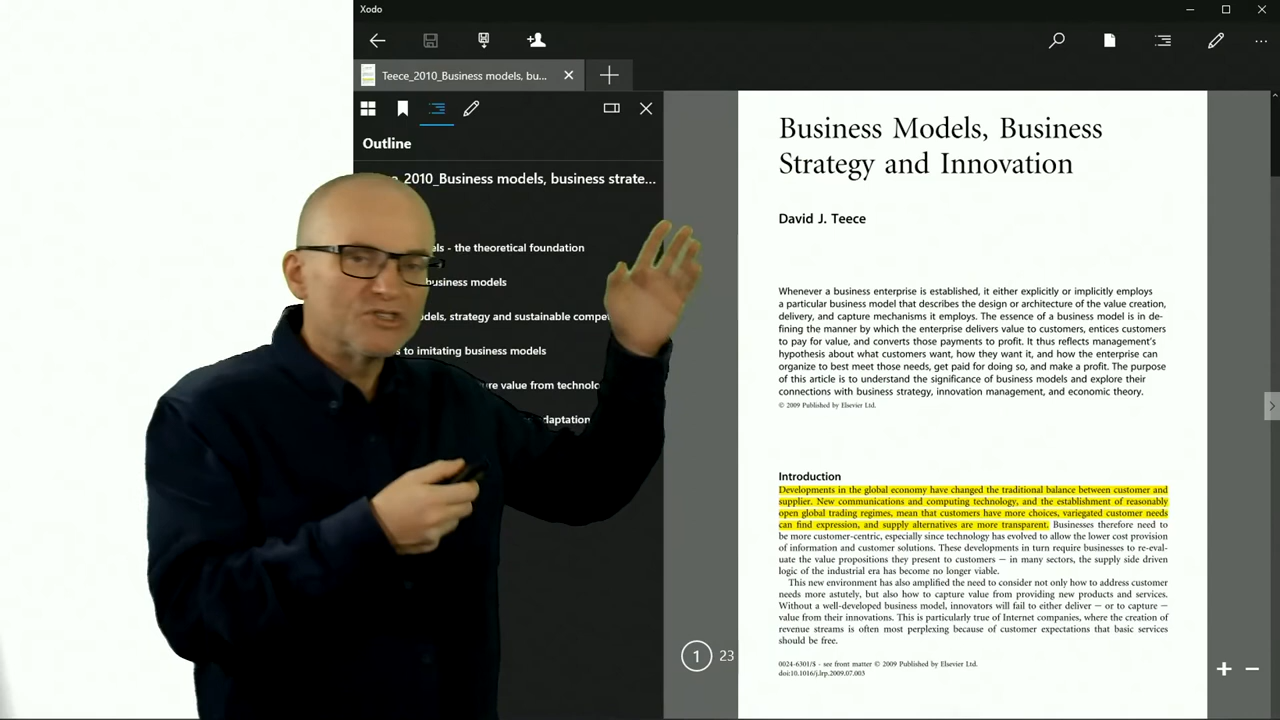 Xodo
Teece_2010_Business models, bu...
Outline
_2010_Business models, business strate...
- the theoretical foundation
business models
strategy and sustainable
to imitating business models
value from
adaptation
1 23
Business Models, Business
Strategy and Innovation
David J. Teece
Whenever a business enterprise is established, it either explicitly or implicitly employs
a particular business model that describes the design or architecture of the value creation,
delivery, and capture mechanisms it employs. The essence of a business model is in de-
fining the manner by which the enterprise delivers value to customers, entices customers
to pay for value, and converts those payments to profit. It thus reflects management's
hypothesis about what customers want, how they want it, and how the enterprise can
organize to best meet those needs, get paid for doing so, and make a profit. The purpose
of this article is to understand the significance of business models and explore their
connections with business strategy, innovation management, and economic theory.
© 2009 Published by Elsevier Ltd.
Introduction
Developments in the global economy have changed the traditional balance between customer and
supplier. New communications and computing technology, and the establishment of reasonably
open global trading regimes, mean that customers have more choices, variegated customer needs
can find expression, and supply alternatives are more transparent. Businesses therefore need to
be more customer-centric, especially since technology has evolved to allow the lower cost provision
of information and customer solutions. These developments in turn require businesses to re-eval-
uate the value propositions they present to customers — in many sectors, the supply side driven
logic of the industrial era has become no longer viable.
This new environment has also amplified the need to consider not only how to address customer
needs more astutely, but also how to capture value from providing new products and services.
Without a well-developed business model, innovators will fail to either deliver — or to capture —
value from their innovations. This is particularly true of Internet companies, where the creation of
revenue streams is often most perplexing because of customer expectations that basic services
should be free.
0024-6301/$ - see front matter © 2009 Published by Elsevier Ltd.
doi:10.1016/j.lrp.2009.07.003